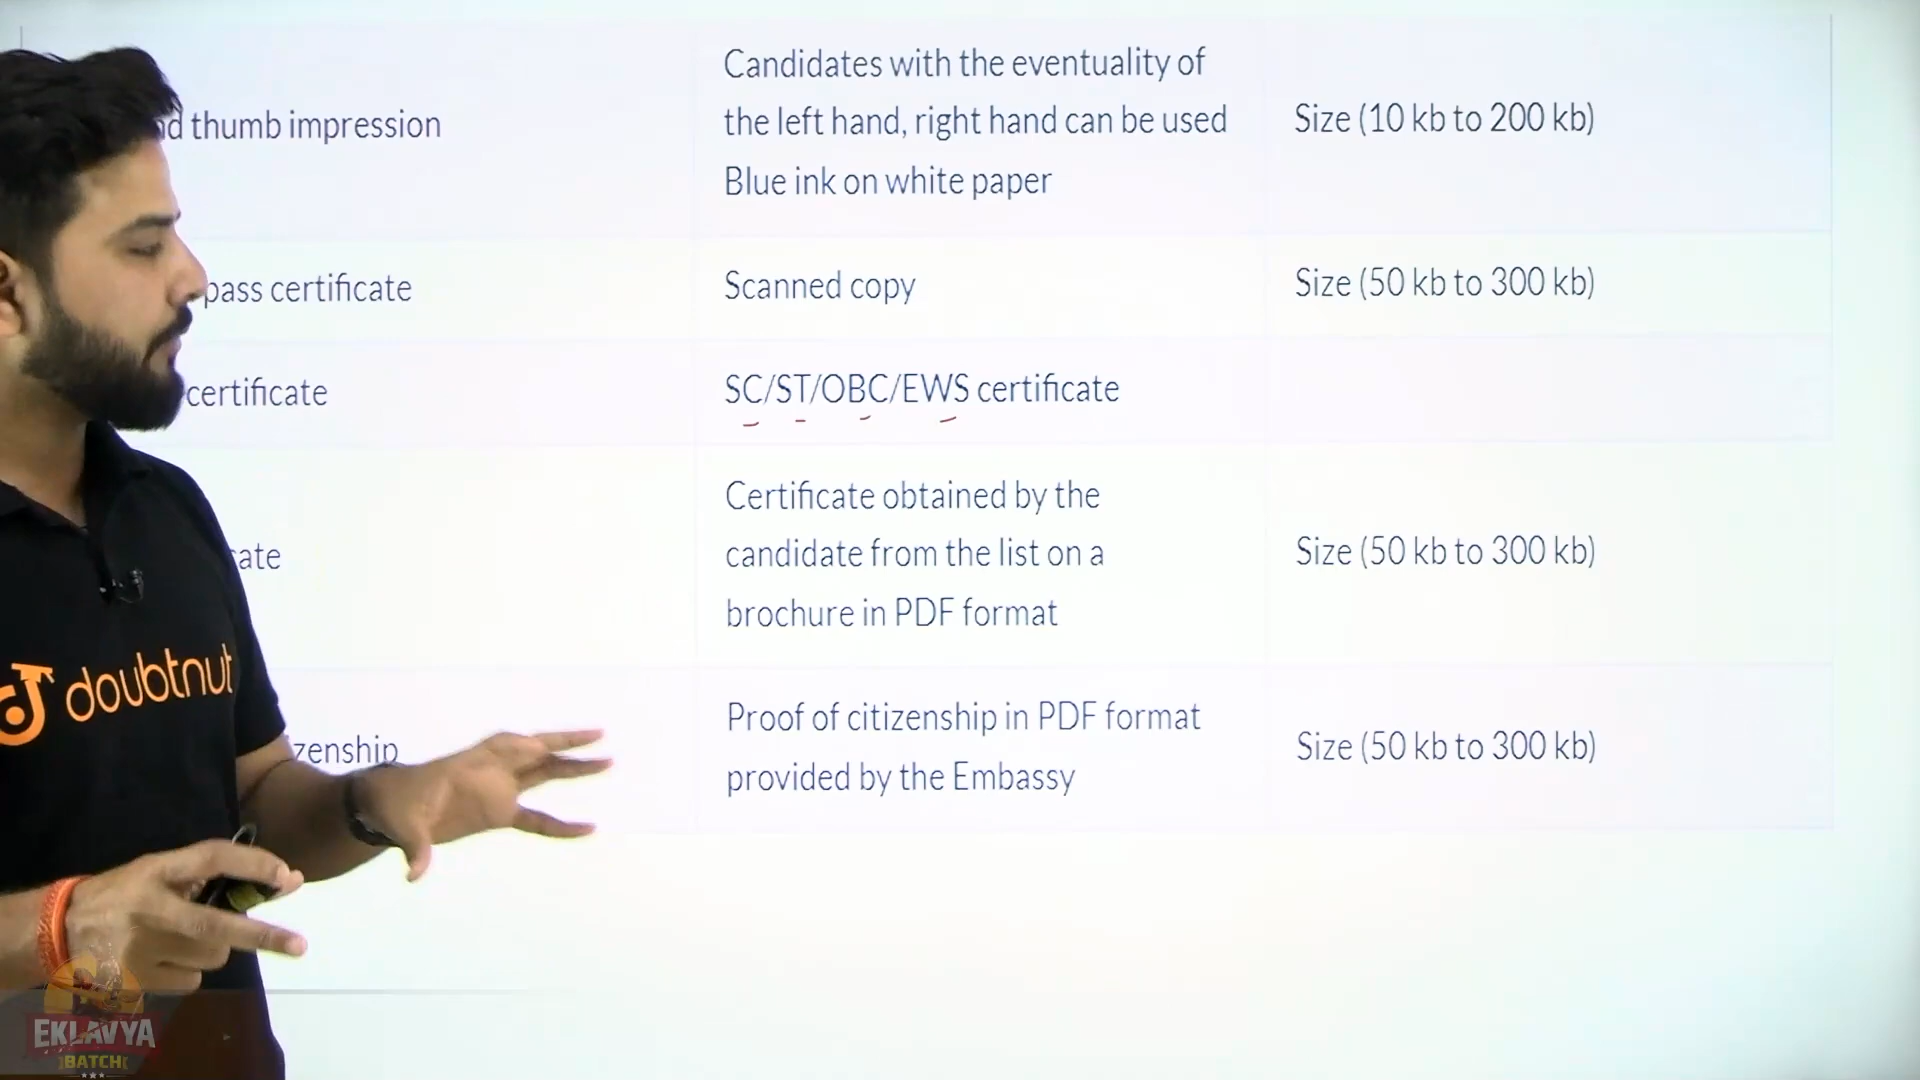 Candidates with the eventuality of
d thumb impression
the left hand, right hand can be used
Size (10 kb to 200 kb)
Blue ink on white paper
pass certificate
Scanned copy
Size (50 kb to 300 kb)
certificate
SC/ST/OBC/EWS certificate
Certificate obtained by the
cate
candidate from the list on a
Size (50 kb to 300 kb)
brochure in PDF format
zenship
Proof of citizenship in PDF format
provided by the Embassy
Size (50 kb to 300 kb)
doubtnut
EKLAVYA
BATCH